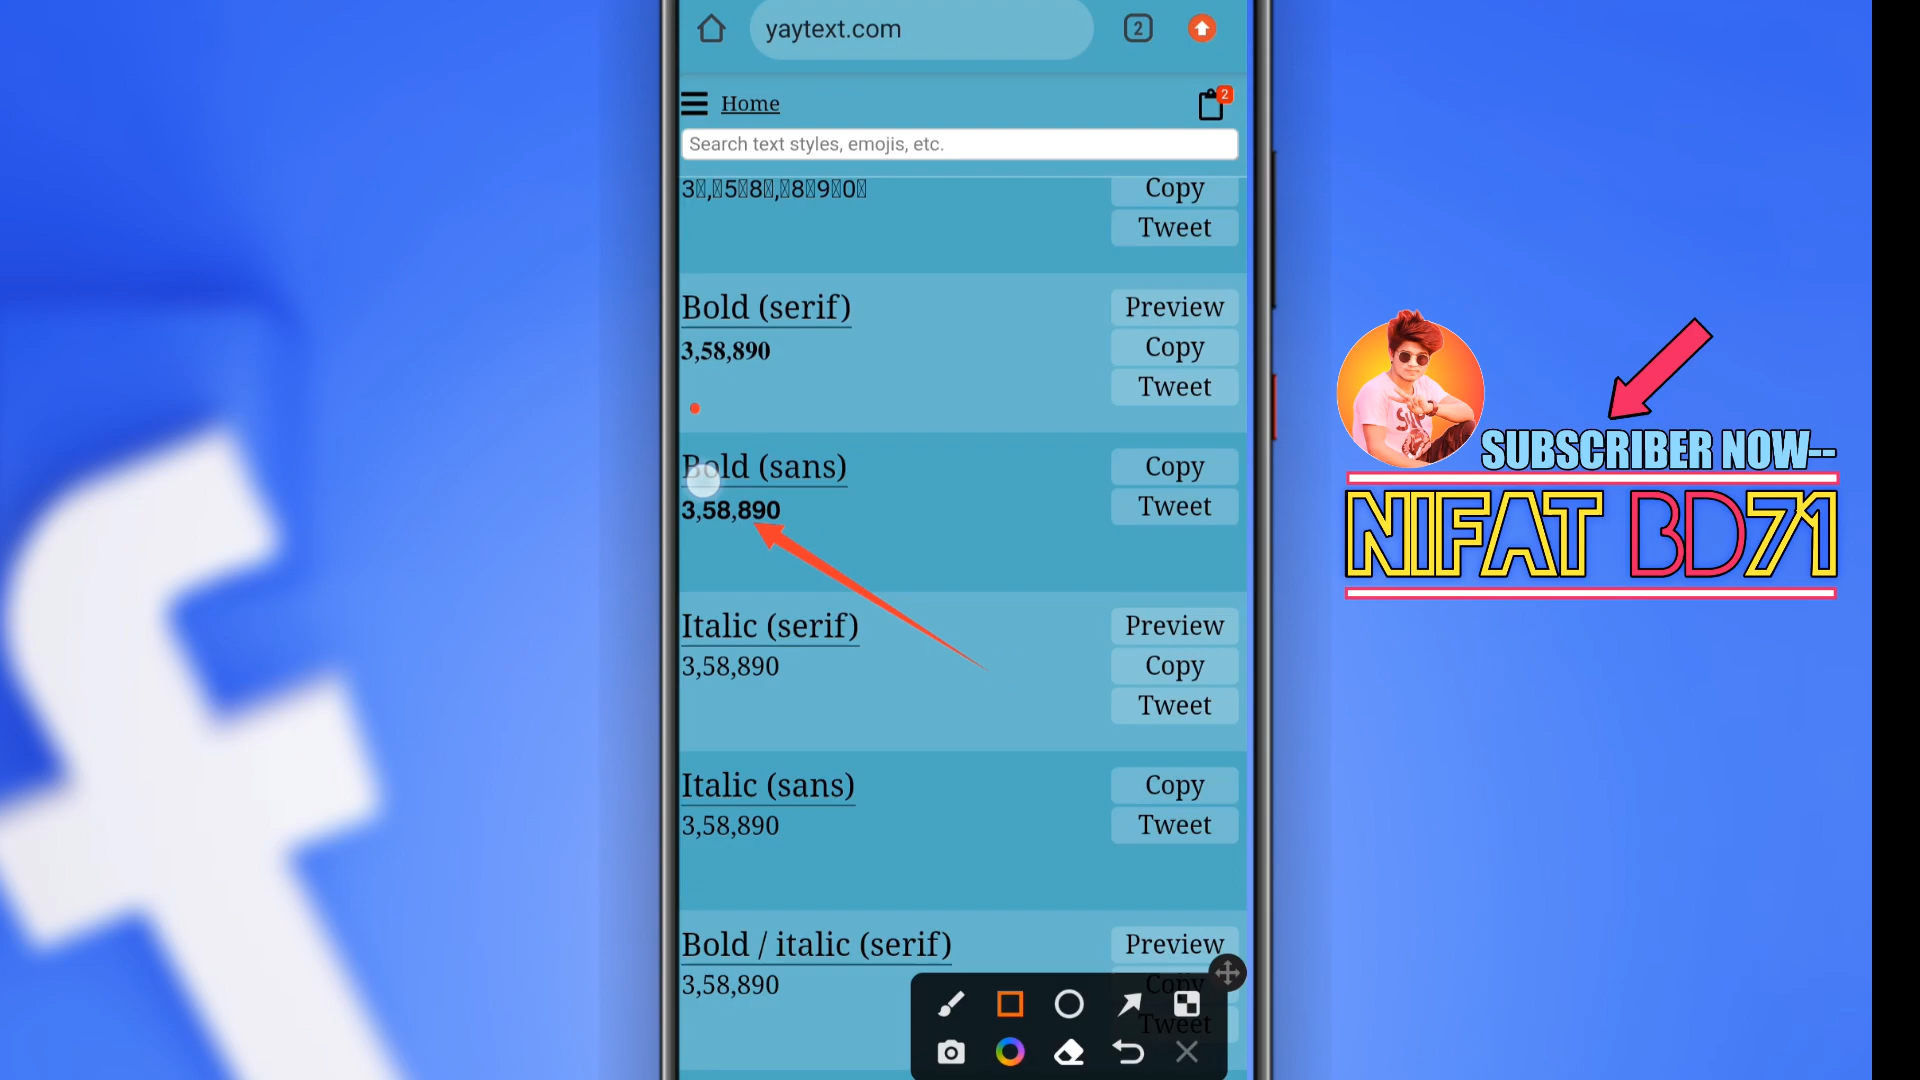 yaytext.com
2
Home
2
Search text styles, emojis, etc.
Copy
Tweet
Bold (serif)
Preview
3,58,890
Copy
Tweet
Bold (sans)
Copy
3,58,890
Tweet
Italic (serif)
Preview
3,58,890
Copy
Tweet
Italic (sans)
Copy
3,58,890
Tweet
Bold / italic (serif)
Preview
3,58,890
Copy
Tweet
SUBSCRIBER NOW--
NIFAT BD71